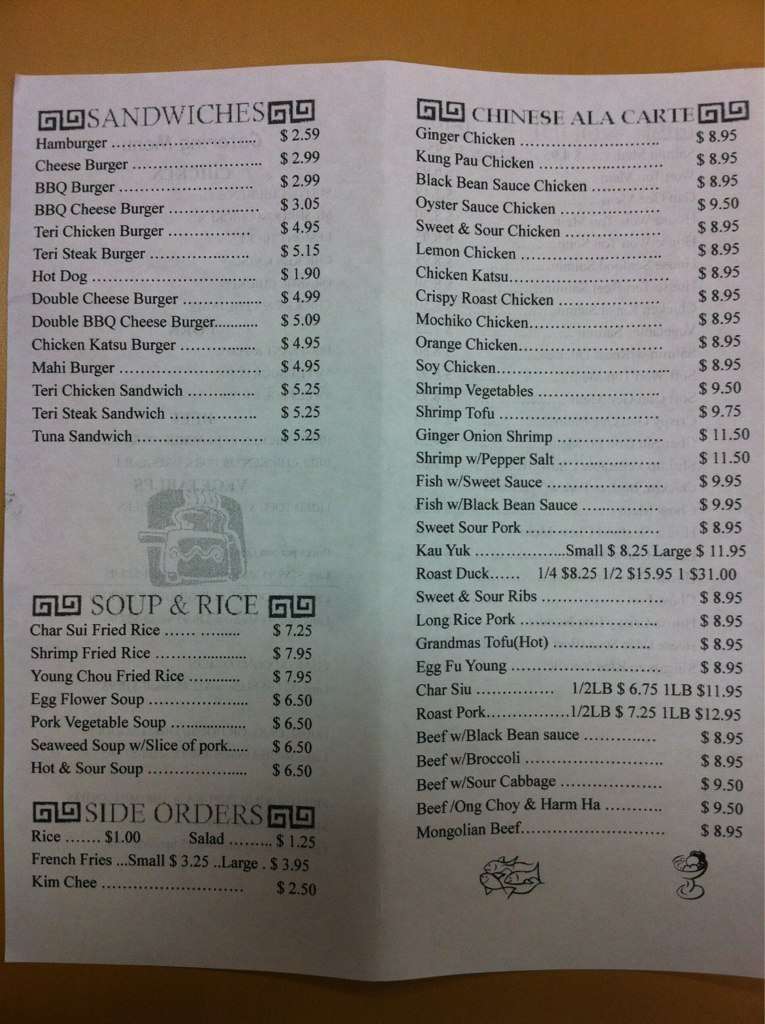 SANDWICHES
Hamburger ................................. $ 2.59
Cheese Burger ............................ $ 2.99
BBQ Burger ............................... $ 2.99
BBQ Cheese Burger ..................... $ 3.05
Teri Chicken Burger ................... $ 4.95
Teri Steak Burger ....................... $ 5.15
Hot Dog .................................... $ 1.90
Double Cheese Burger ................. $ 4.99
Double BBQ Cheese Burger........... $ 5.09
Chicken Katsu Burger ................. $ 4.95
Mahi Burger .............................. $ 4.95
Teri Chicken Sandwich ............... $ 5.25
Teri Steak Sandwich ................... $ 5.25
Tuna Sandwich ........................... $ 5.25
SOUP & RICE
Char Sui Fried Rice ...... ........... $ 7.25
Shrimp Fried Rice ..................... $ 7.95
Young Chou Fried Rice ............ $ 7.95
Egg Flower Soup ....................... $ 6.50
Pork Vegetable Soup .................. $ 6.50
Seaweed Soup w/Slice of pork..... $ 6.50
Hot & Sour Soup ....................... $ 6.50
SIDE ORDERS
Rice ....... $1.00 Salad ......... $ 1.25
French Fries ...Small $ 3.25 ..Large . $ 3.95
Kim Chee ................................ $ 2.50
CHINESE ALA CARTE
Ginger Chicken ................................ $ 8.95
Kung Pau Chicken ............................ $ 8.95
Black Bean Sauce Chicken ............... $ 8.95
Oyster Sauce Chicken ....................... $ 9.50
Sweet & Sour Chicken ...................... $ 8.95
Lemon Chicken ................................ $ 8.95
Chicken Katsu................................... $ 8.95
Crispy Roast Chicken ....................... $ 8.95
Mochiko Chicken.............................. $ 8.95
Orange Chicken................................ $ 8.95
Soy Chicken...................................... $ 8.95
Shrimp Vegetables ............................ $ 9.50
Shrimp Tofu ..................................... $ 9.75
Ginger Onion Shrimp ....................... $ 11.50
Shrimp w/Pepper Salt ....................... $ 11.50
Fish w/Sweet Sauce .......................... $ 9.95
Fish w/Black Bean Sauce ................. $ 9.95
Sweet Sour Pork ............................... $ 8.95
Kau Yuk .....................Small $ 8.25 Large $ 11.95
Roast Duck...... 1/4 $8.25 1/2 $15.95 1 $31.00
Sweet & Sour Ribs ........................... $ 8.95
Long Rice Pork ................................ $ 8.95
Grandmas Tofu(Hot) ........................ $ 8.95
Egg Fu Young .................................. $ 8.95
Char Siu ................ 1/2LB $ 6.75 1LB $11.95
Roast Pork..................1/2LB $ 7.25 1LB $12.95
Beef w/Black Bean sauce ................ $ 8.95
Beef w/Broccoli ............................... $ 8.95
Beef w/Sour Cabbage ....................... $ 9.50
Beef /Ong Choy & Harm Ha ........... $ 9.50
Mongolian Beef................................ $ 8.95